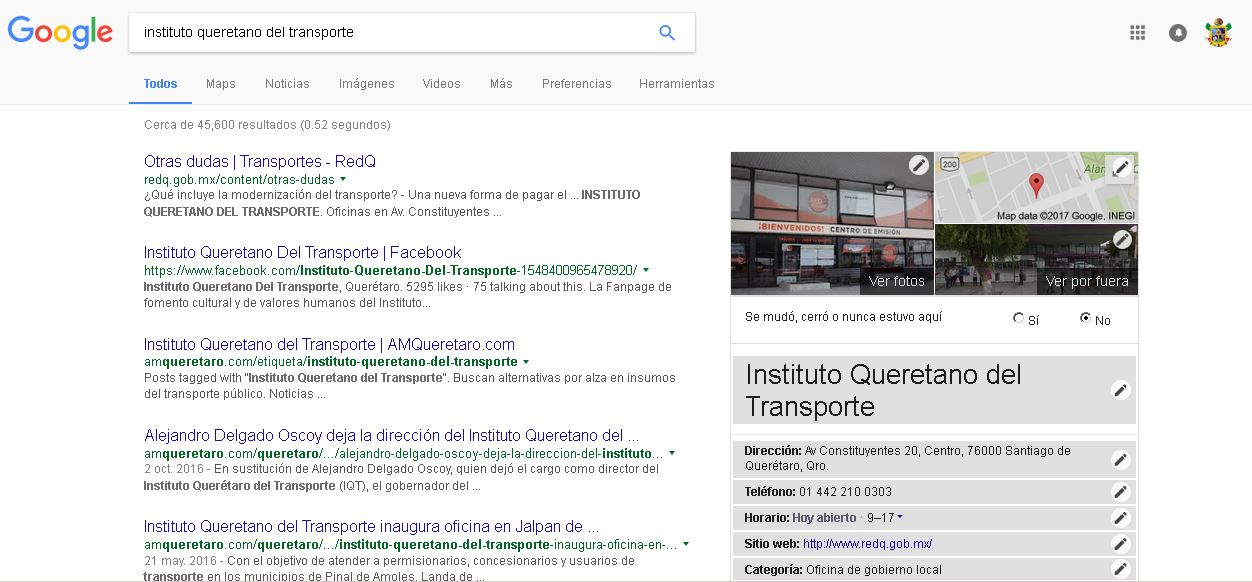 Google
instituto queretano del transporte
Todos Maps Noticias Imágenes Videos Más Preferencias Herramientas
Cerca de 45,600 resultados (0.52 segundos)
Otras dudas | Transportes - RedQ
redq.gob.mx/content/otras-dudas
¿Qué incluye la modernización del transporte? - Una nueva forma de pagar el ... INSTITUTO
QUERETANO DEL TRANSPORTE. Oficinas en Av. Constituyentes ...
Instituto Queretano Del Transporte | Facebook
https://www.facebook.com/Instituto-Queretano-Del-Transporte-1548400965478920/
Instituto Queretano Del Transporte, Querétaro. 5295 likes · 75 talking about this. La Fanpage de
fomento cultural y de valores humanos del Instituto...
Instituto Queretano del Transporte | AMQueretaro.com
amqueretaro.com/etiqueta/instituto-queretano-del-transporte
Posts tagged with "Instituto Queretano del Transporte". Buscan alternativas por alza en insumos
del transporte público. Noticias ...
Alejandro Delgado Oscoy deja la dirección del Instituto Queretano del ...
amqueretaro.com/queretaro/.../alejandro-delgado-oscoy-deja-la-direccion-del-instituto...
2 oct. 2016 - En sustitución de Alejandro Delgado Oscoy, quien dejó el cargo como director del
Instituto Querétaro del Transporte (IQT), el gobernador del ...
Instituto Queretano del Transporte inaugura oficina en Jalpan de ...
amqueretaro.com/queretaro/.../instituto-queretano-del-transporte-inaugura-oficina-en-...
21 may. 2016 - Con el objetivo de atender a permisionarios, concesionarios y usuarios de
transporte en los municipios de Pinal de Amoles, Landa de ...
¡BIENVENIDOS! CENTRO DE EMISIÓN
Ver fotos
200
Map data ©2017 Google, INEGI
Ver por fuera
Se mudó, cerró o nunca estuvo aquí Sí No
Instituto Queretano del
Transporte
Dirección: Av Constituyentes 20, Centro, 76000 Santiago de
Querétaro, Qro.
Teléfono: 01 442 210 0303
Horario: Hoy abierto · 9–17
Sitio web: http://www.redq.gob.mx/
Categoría: Oficina de gobierno local